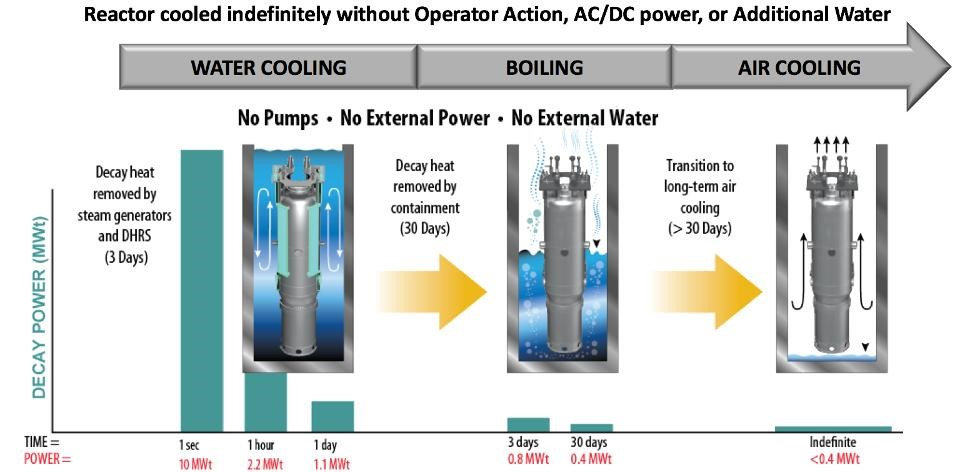 Reactor cooled indefinitely without Operator Action, AC/DC power, or Additional Water
WATER COOLING
BOILING
AIR COOLING
No Pumps • No External Power • No External Water
Decay heat
removed by
steam generators
and DHRS
(3 Days)
Decay heat
removed by
containment
(30 Days)
Transition to
long-term air
cooling
(> 30 Days)
DECAY POWER (MWt)
TIME = 1 sec 1 hour 1 day 3 days 30 days Indefinite
POWER = 10 MWt 2.2 MWt 1.1 MWt 0.8 MWt 0.4 MWt <0.4 MWt